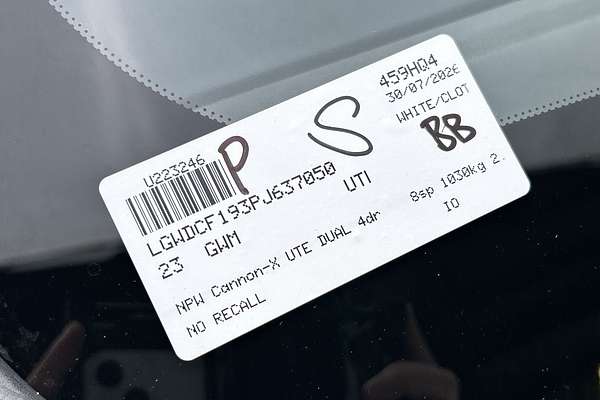 459HQ4
30/07/2026
WHITE/CLOT
BB
U223246
P
S
LGWDCF193PJ637050 UTI
23 GWM
8sp 1030kg 2.
NPW Cannon-X UTE DUAL 4dr IO
NO RECALL